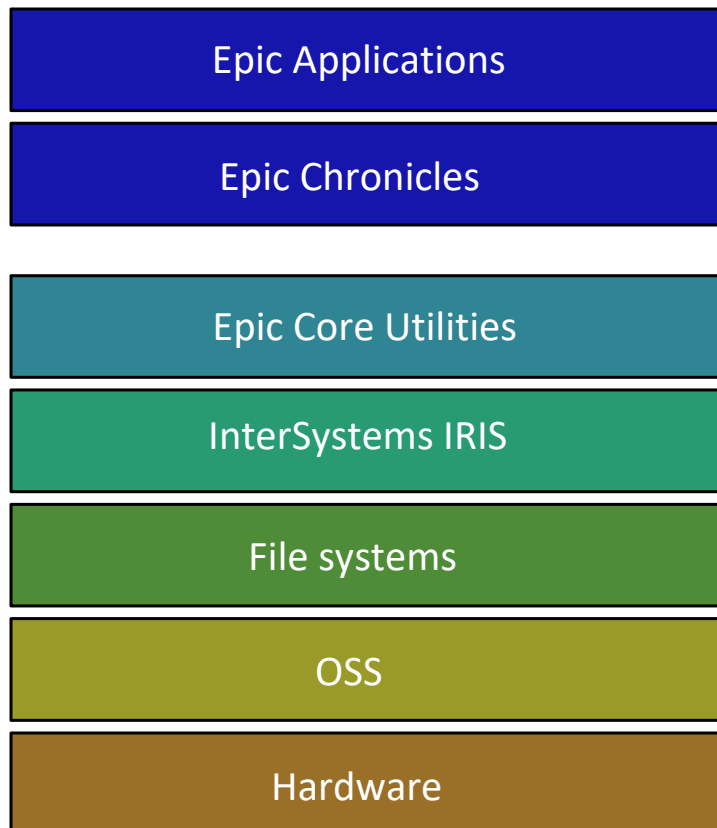 Epic Applications
Epic Chronicles
Epic Core Utilities
InterSystems IRIS
File systems
OSS
Hardware